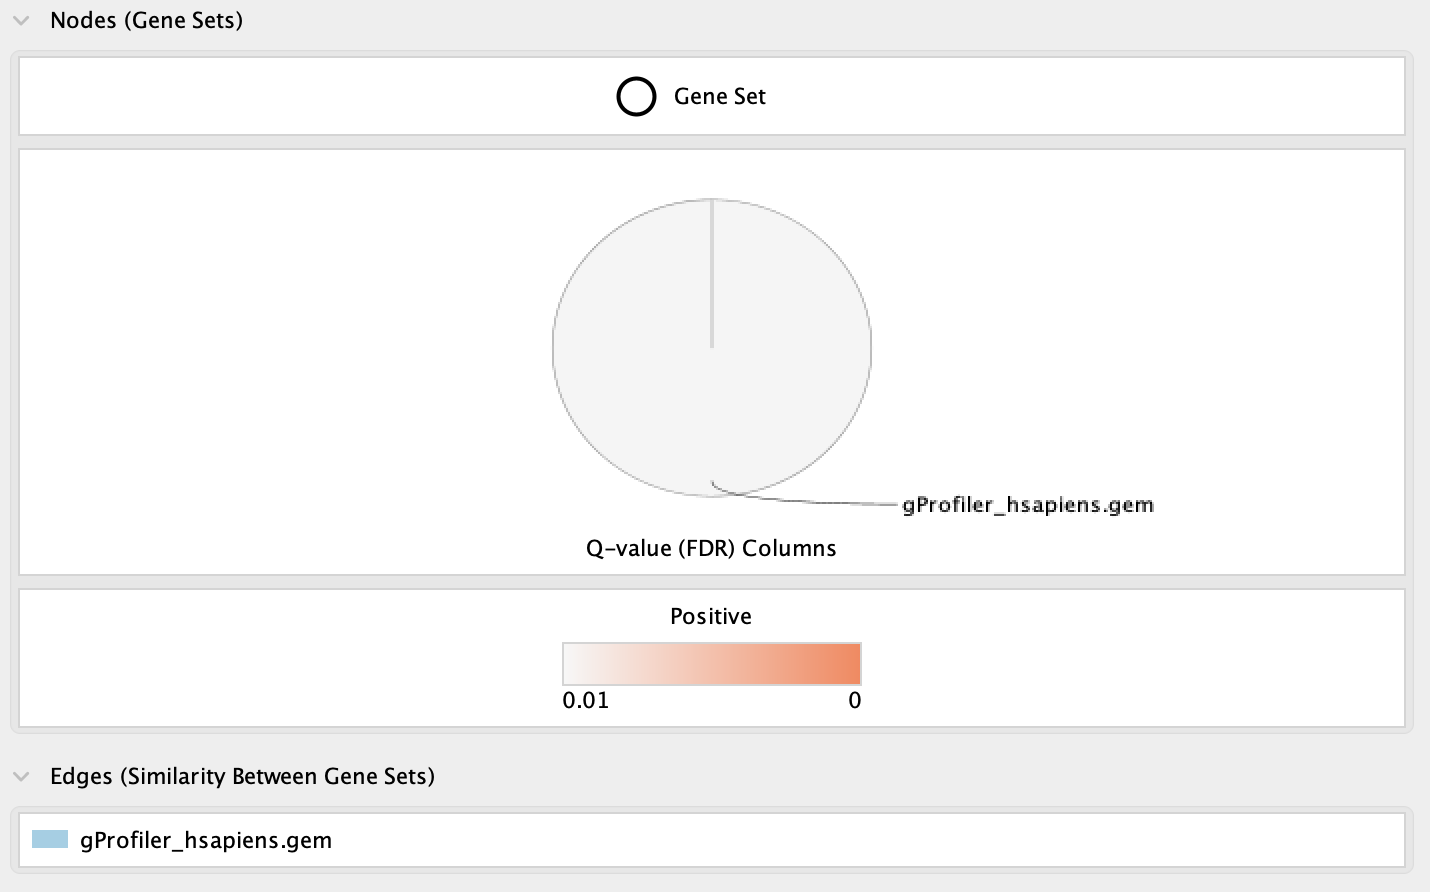 Nodes (Gene Sets)
Gene Set
gProfiler_hsapiens.gem
Q-value (FDR) Columns
Positive
0.01 0
Edges (Similarity Between Gene Sets)
gProfiler_hsapiens.gem